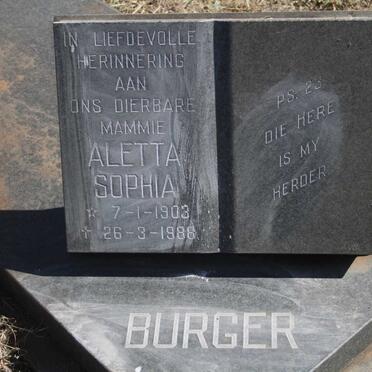 IN LIEFDEVOLLE
HERINNERING
AAN
ONS DIERBARE
MAMMIE
ALETTA
SOPHIA
* 7-1-1903
† 26-3-1986
PS. 23
DIE HERE
IS MY
HERDER
BURGER